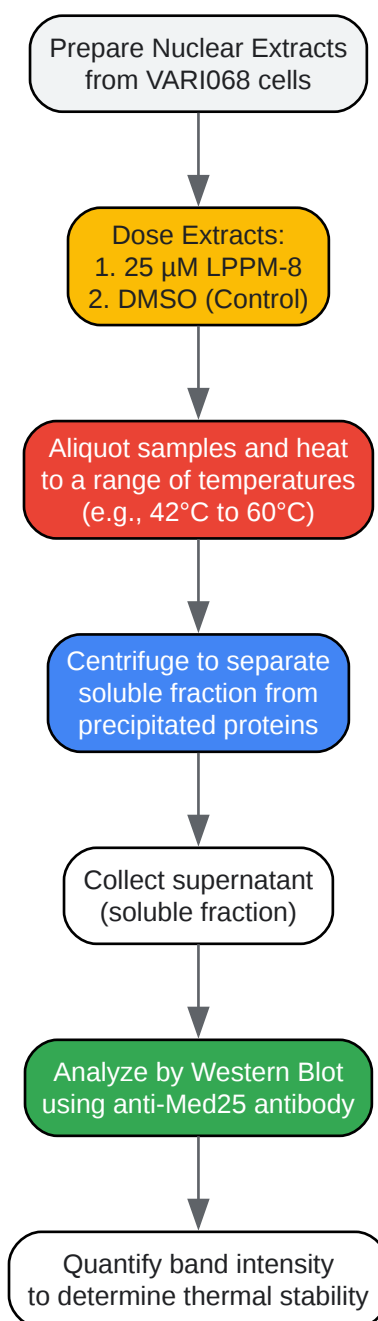 Prepare Nuclear Extracts
from VARI068 cells
Dose Extracts:
1. 25 µM LPPM-8
2. DMSO (Control)
Aliquot samples and heat
to a range of temperatures
(e.g., 42°C to 60°C)
Centrifuge to separate
soluble fraction from
precipitated proteins
Collect supernatant
(soluble fraction)
Analyze by Western Blot
using anti-Med25 antibody
Quantify band intensity
to determine thermal stability